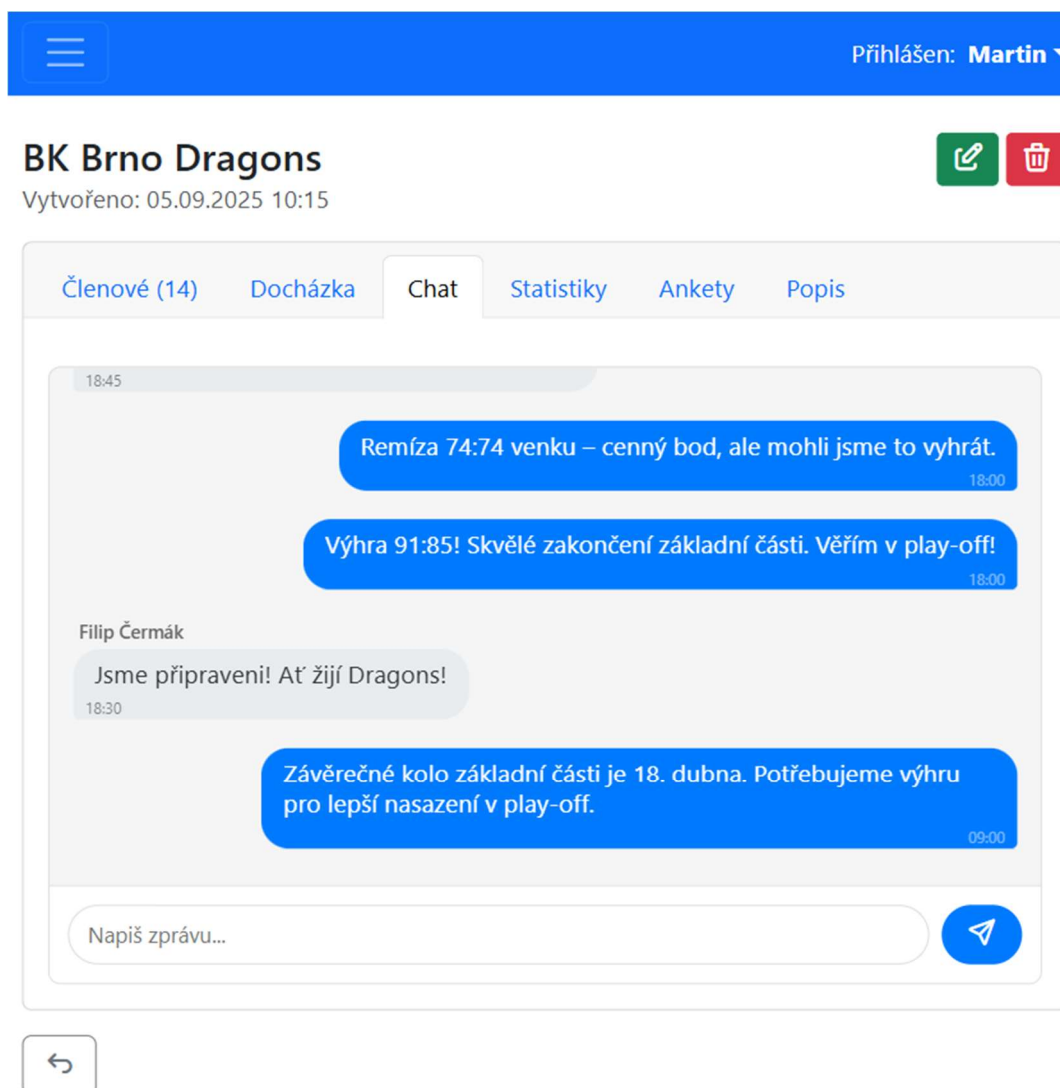 Přihlášen: Martin
BK Brno Dragons
Vytvořeno: 05.09.2025 10:15
Členové (14) Docházka Chat Statistiky Ankety Popis
18:45
Remíza 74:74 venku – cenný bod, ale mohli jsme to vyhrát.
18:00
Výhra 91:85! Skvělé zakončení základní části. Věřím v play-off!
18:00
Filip Čermák
Jsme připraveni! Ať žijí Dragons!
18:30
Závěrečné kolo základní části je 18. dubna. Potřebujeme výhru
pro lepší nasazení v play-off.
09:00
Napiš zprávu...